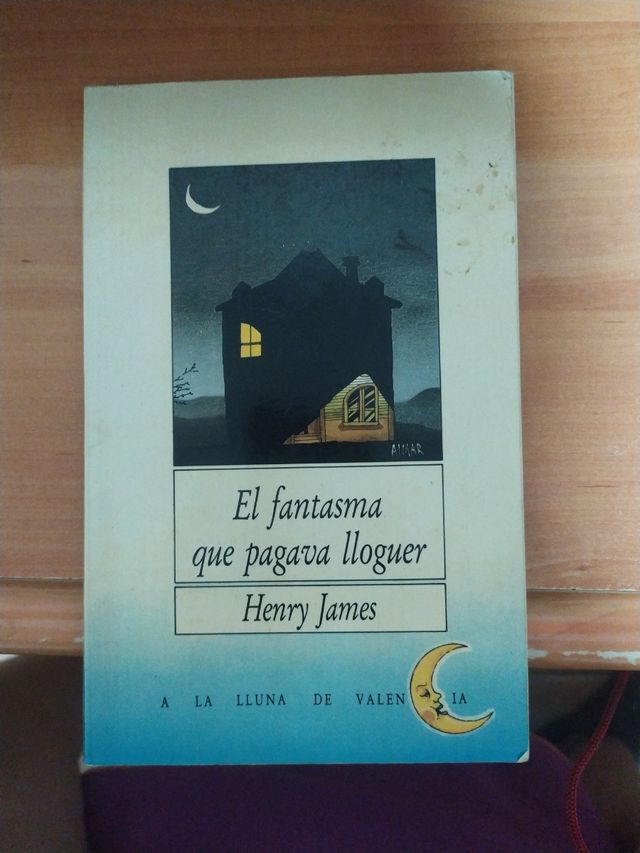 AIMAR
El fantasma
que pagava lloguer
Henry James
A LA LLUNA DE VALEN IA